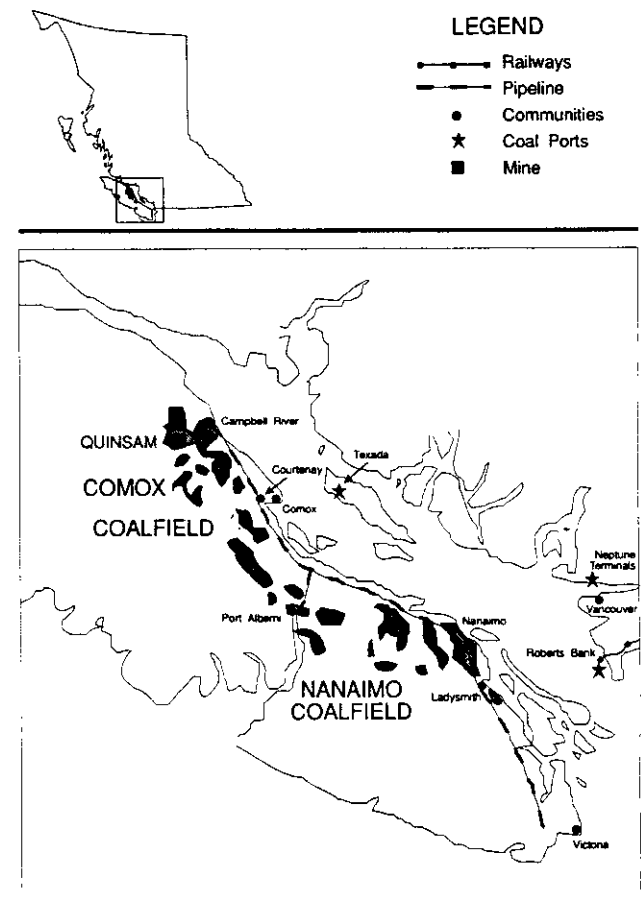 LEGEND
Railways
Pipeline
Communities
Coal Ports
Mine
Campbell River
QUINSAM
Texada
Courtenay
COMOX
Comox
COALFIELD
Neptune
Terminals
Vancouver
Port Alberni
Nanaimo
Roberts Bank
NANAIMO
COALFIELD
Ladysmith
Victoria